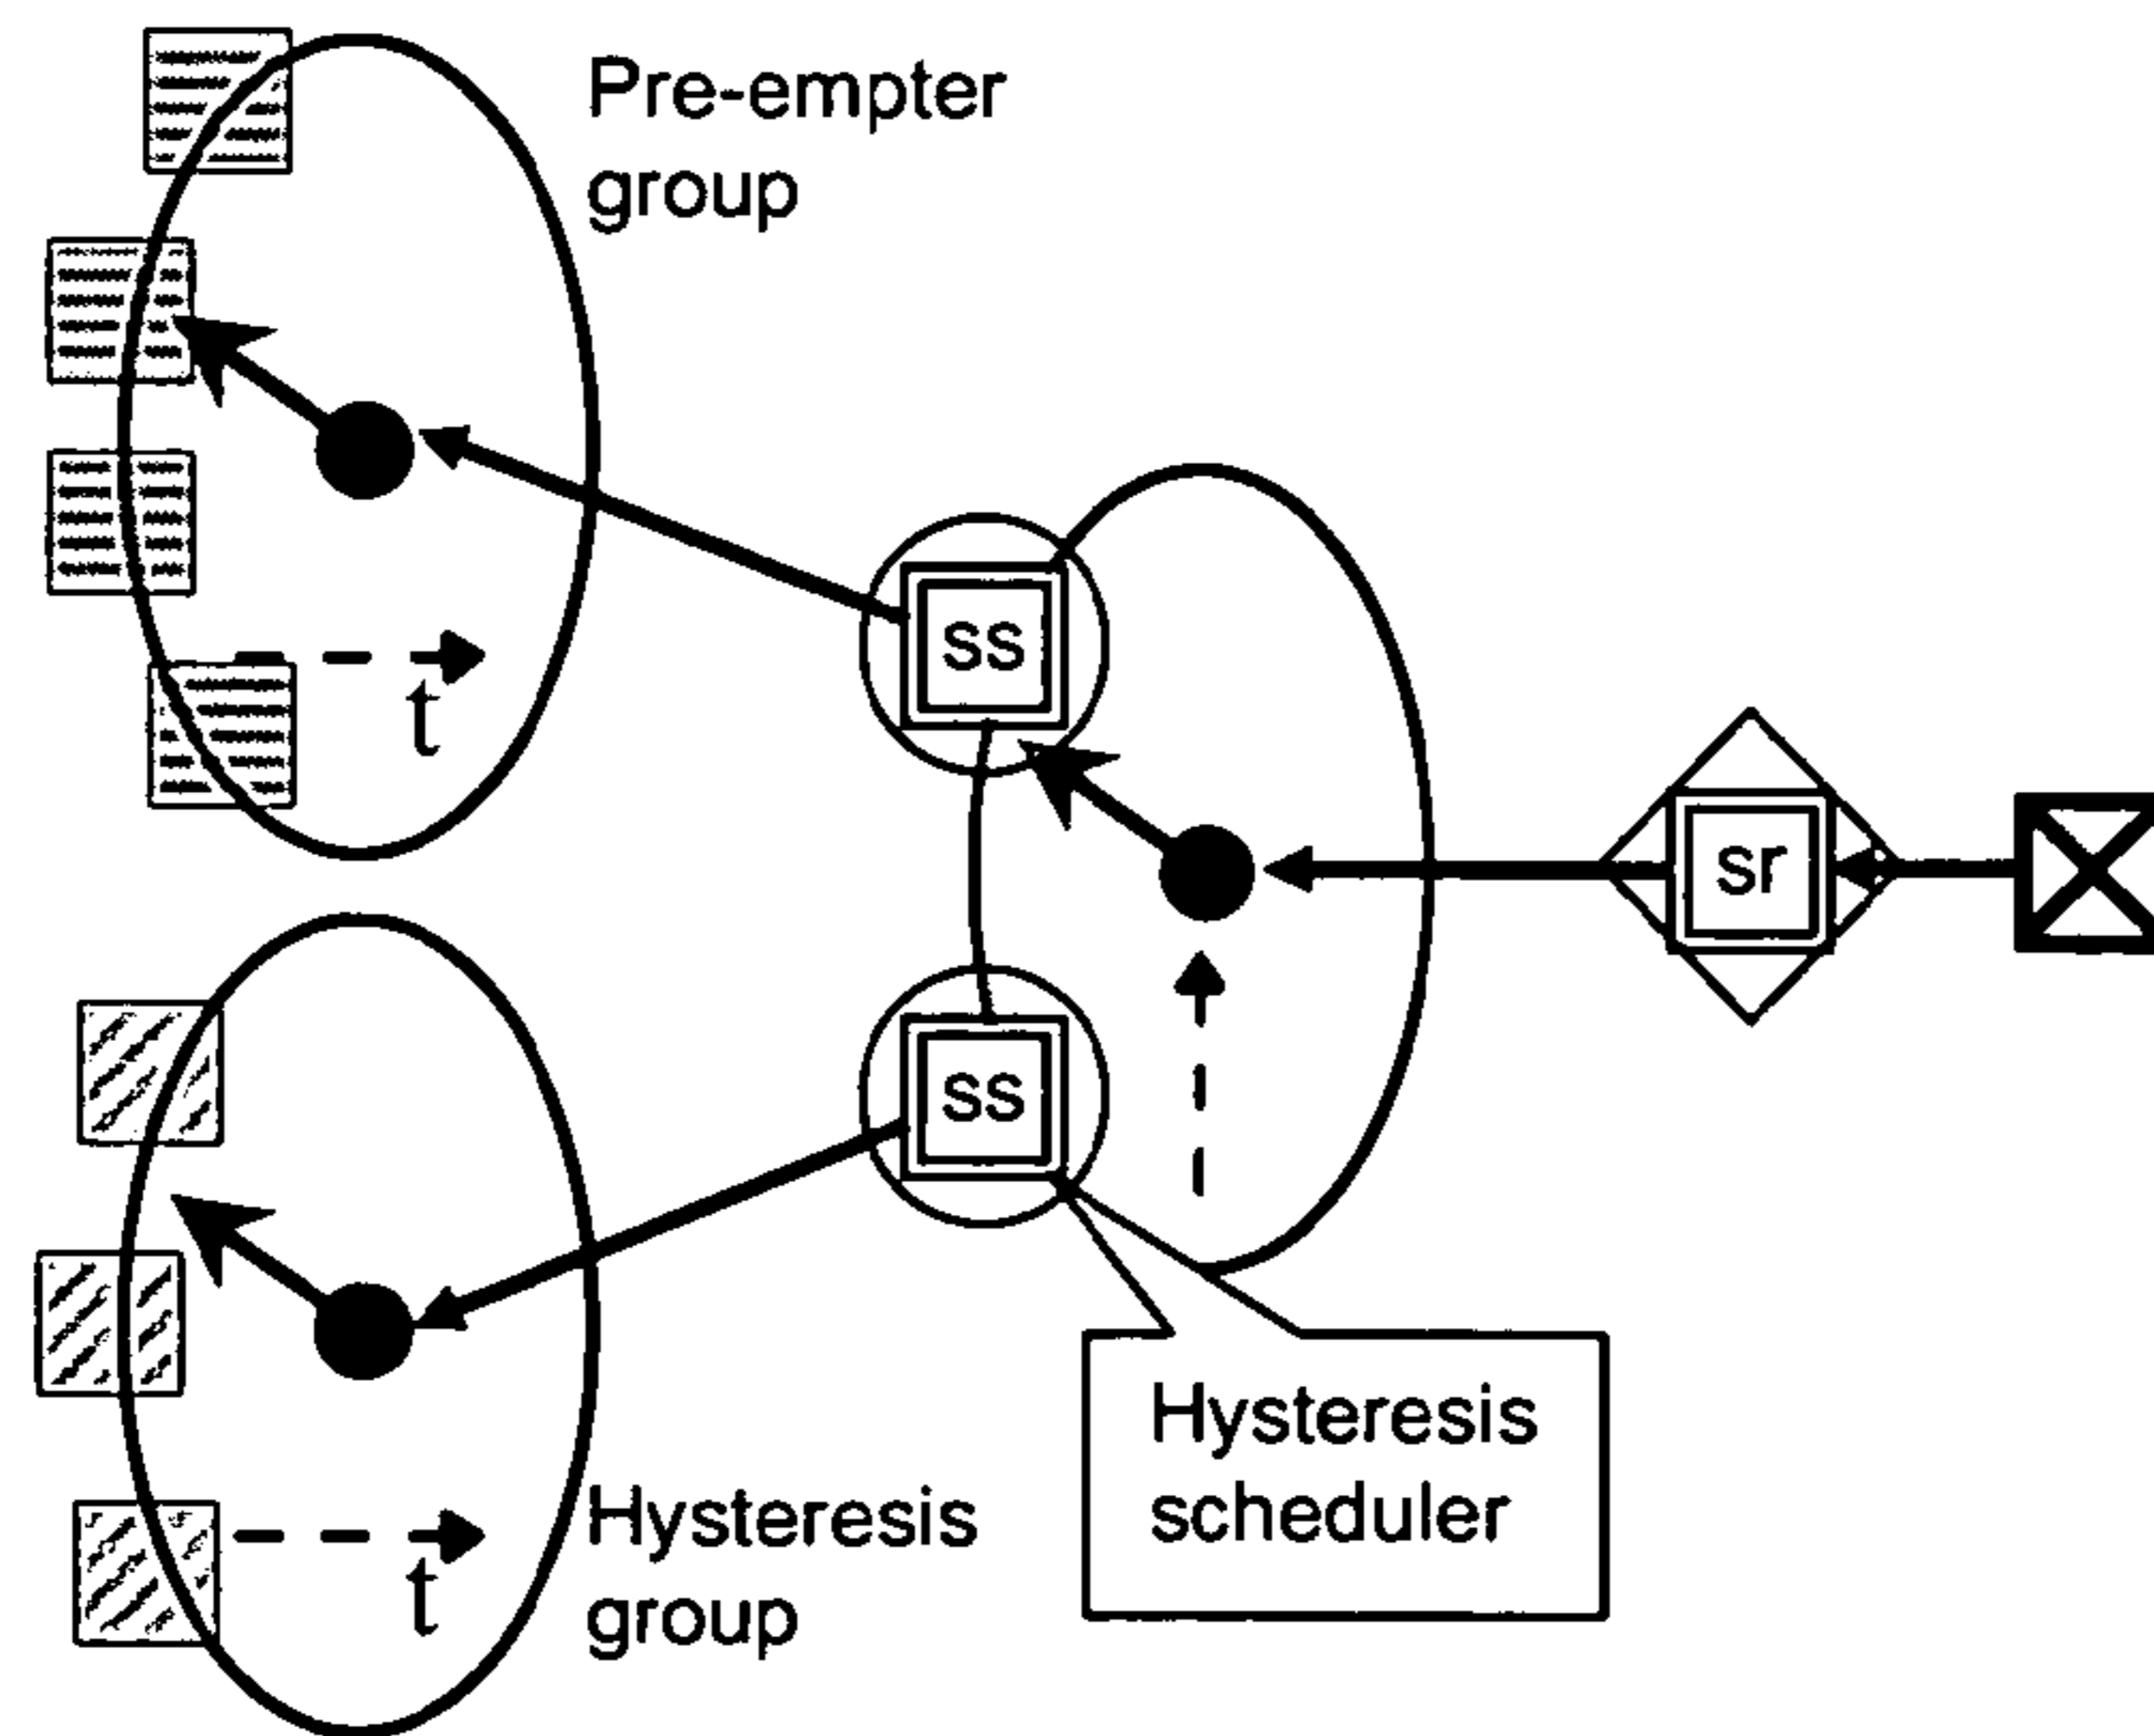 Pre-empter
group
t
ss
sr
ss
t
Hysteresis
group
Hysteresis
scheduler